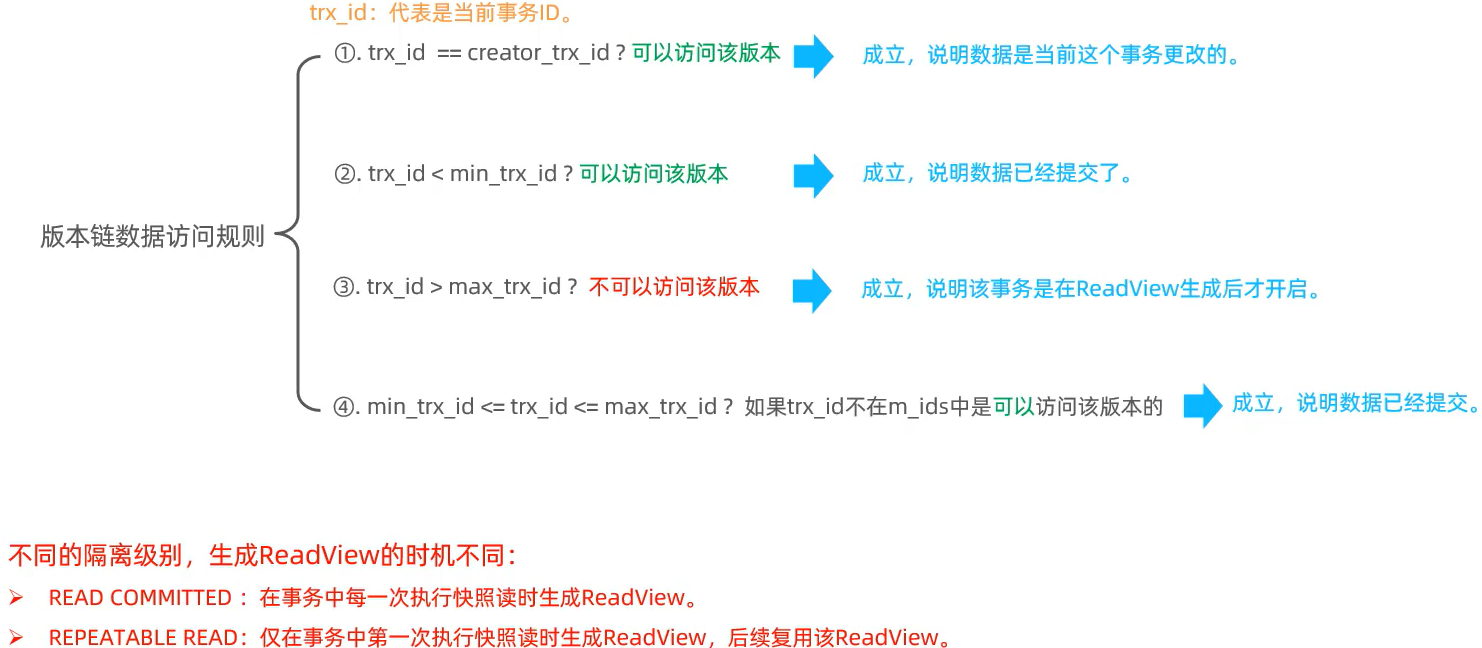 trx_id：代表是当前事务ID。
①. trx_id == creator_trx_id ? 可以访问该版本 成立，说明数据是当前这个事务更改的。
②. trx_id < min_trx_id ? 可以访问该版本 成立，说明数据已经提交了。
版本链数据访问规则
③. trx_id > max_trx_id ? 不可以访问该版本 成立，说明该事务是在ReadView生成后才开启。
④. min_trx_id <= trx_id <= max_trx_id ? 如果trx_id不在m_ids中是可以访问该版本的 成立，说明数据已经提交。
不同的隔离级别，生成ReadView的时机不同：
➢ READ COMMITTED ：在事务中每一次执行快照读时生成ReadView。
➢ REPEATABLE READ：仅在事务中第一次执行快照读时生成ReadView，后续复用该ReadView。